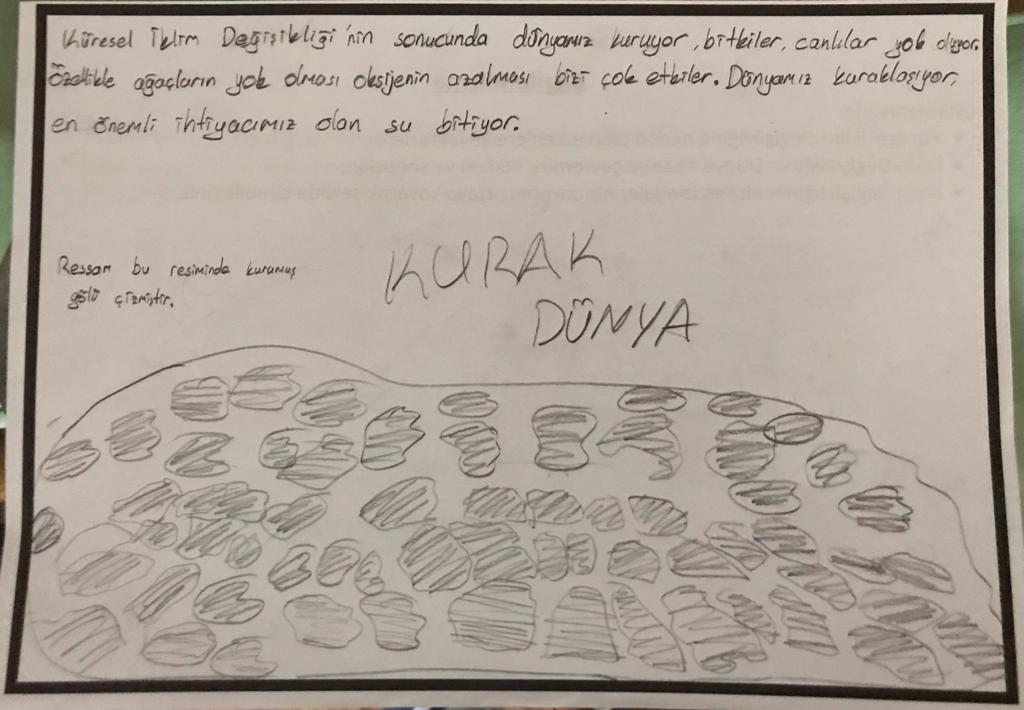 Küresel İklim Değişikliği'nin sonucunda dünyamız kuruyor, bitkiler, canlılar yok oluyor.
Özellikle ağaçların yok olması oksijenin azalması bizi çok etkiler. Dünyamız kuraklaşıyor,
en önemli ihtiyacımız olan su bitiyor.
Ressam bu resiminde kurumuş
gölü çizmiştir.
KURAK
DÜNYA